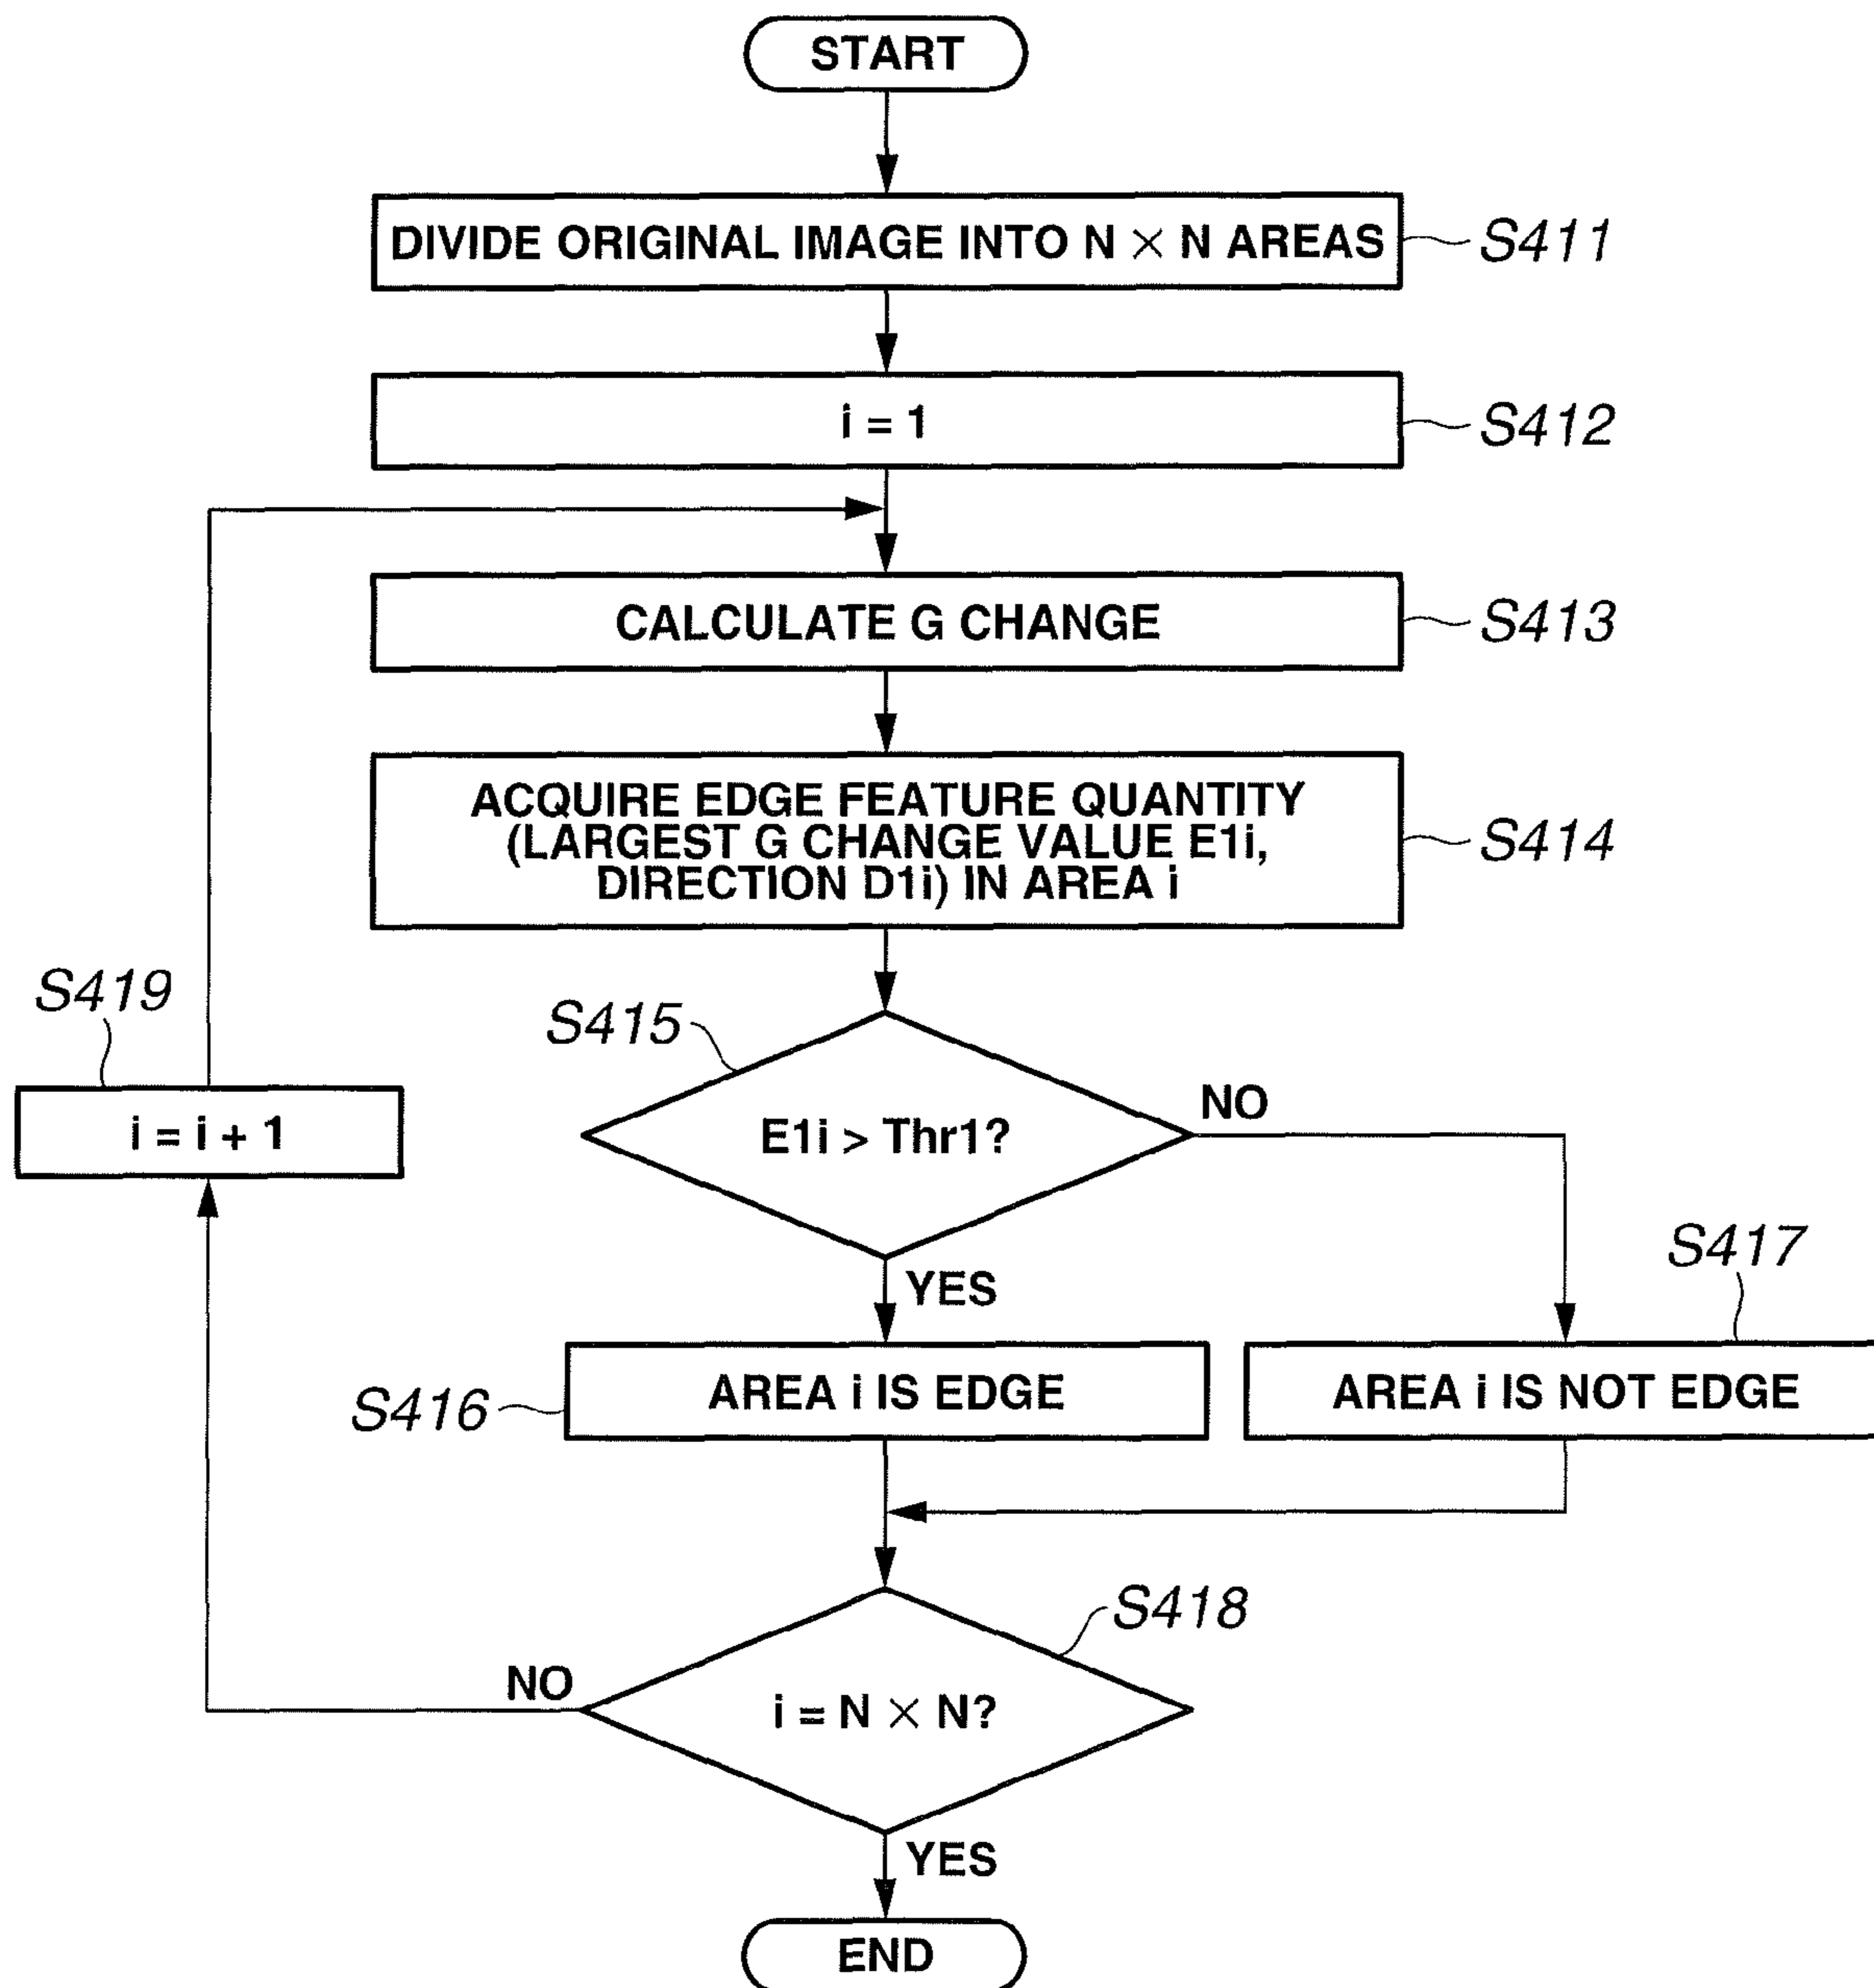 START
DIVIDE ORIGINAL IMAGE INTO N × N AREAS
S411
i = 1
S412
CALCULATE G CHANGE
S413
ACQUIRE EDGE FEATURE QUANTITY
(LARGEST G CHANGE VALUE E1i,
DIRECTION D1i) IN AREA i
S414
S419
i = i + 1
S415
E1i > Thr1?
NO
YES
S417
S416
AREA i IS EDGE
AREA i IS NOT EDGE
S418
NO
i = N × N?
YES
END